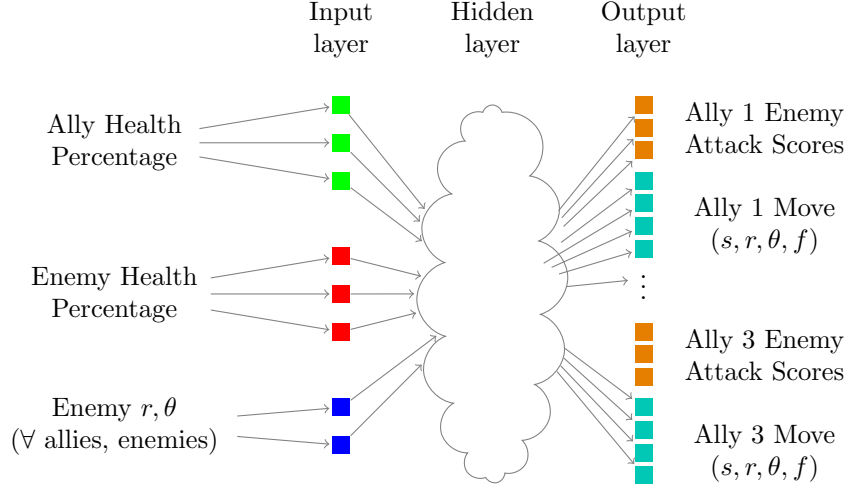 Input
layer
Hidden
layer
Output
layer
Ally Health
Percentage
Enemy Health
Percentage
Enemy r, θ
(∀ allies, enemies)
Ally 1 Enemy
Attack Scores
Ally 1 Move
(s, r, θ, f)
⋮
Ally 3 Enemy
Attack Scores
Ally 3 Move
(s, r, θ, f)